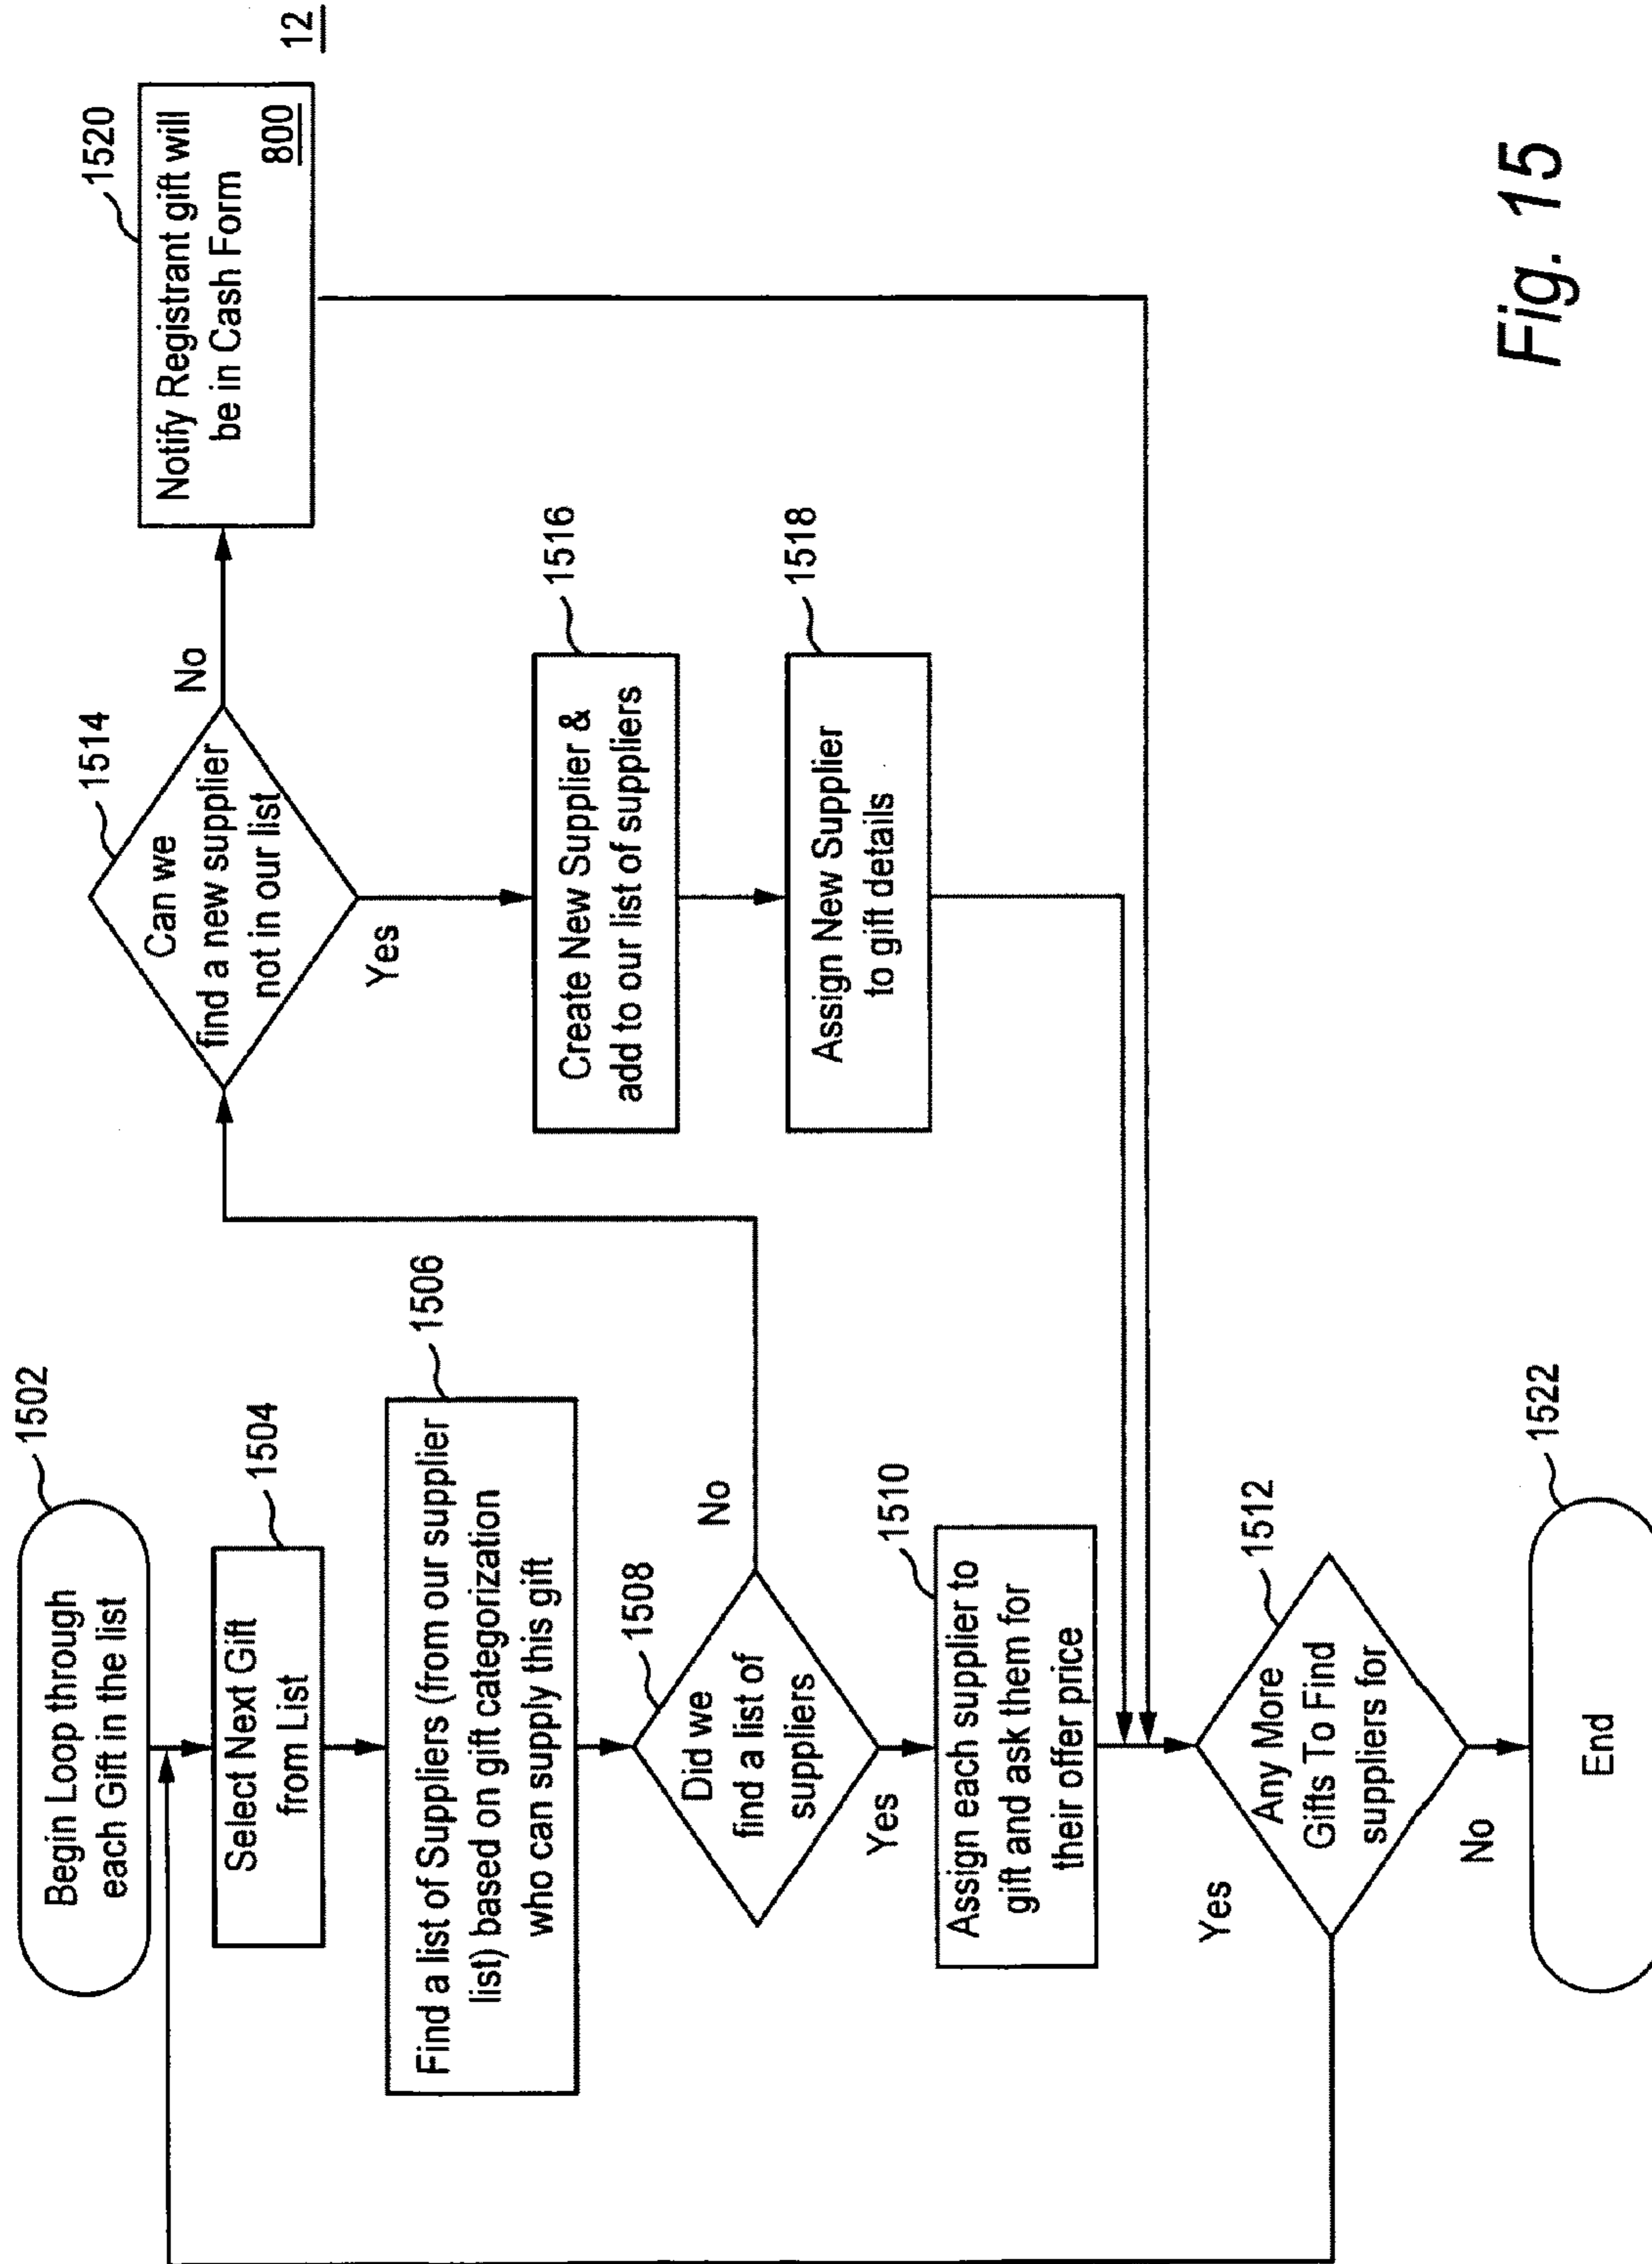 Begin Loop through
each Gift in the list
1502
Select Next Gift
from List
1504
Find a list of Suppliers (from our supplier
list) based on gift categorization
who can supply this gift
1506
Did we
find a list of
suppliers
1508
No
Yes
Assign each supplier to
gift and ask them for
their offer price
1510
Any More
Gifts To Find
suppliers for
1512
Yes
No
End
1522
Can we
find a new supplier
not in our list
1514
No
Yes
Create New Supplier &
add to our list of suppliers
1516
Assign New Supplier
to gift details
1518
Notify Registrant gift will
be in Cash Form
800
1520
12
Fig. 15